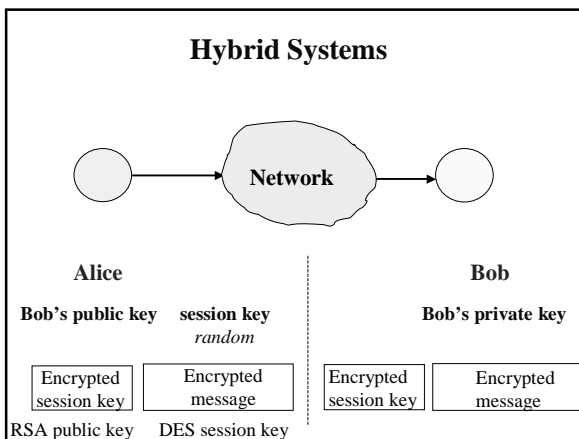 Hybrid Systems
Network
Alice
Bob
Bob's public key session key
random
Bob's private key
Encrypted
session key
Encrypted
message
Encrypted
session key
Encrypted
message
RSA public key DES session key